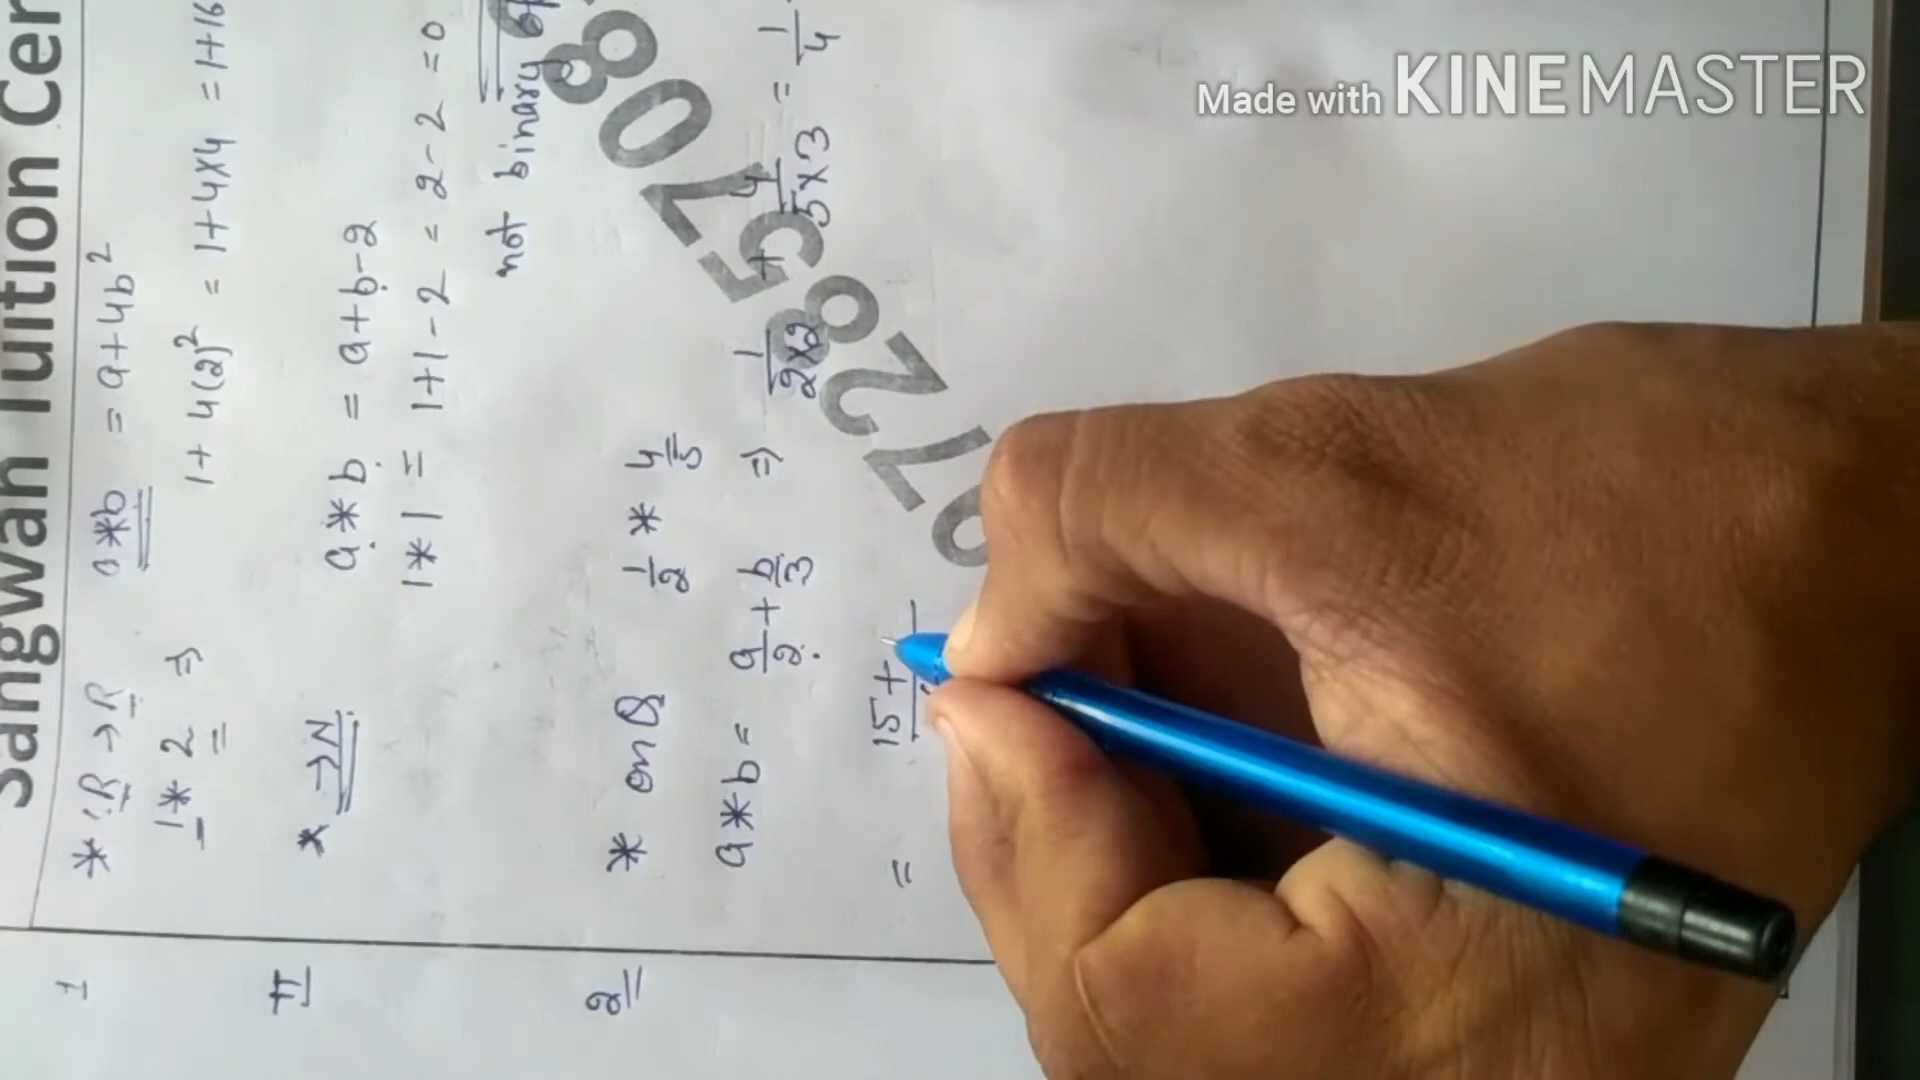 Made with KINEMASTER
Sangwan Tuition Cen
1 * : R → R a*b = a+4b²
1 * 2 ⇒ 1+4(2)² = 1+4×4 = 1+16
II * → N a*b = a+b-2
1*1 = 1+1-2 = 2-2 = 0
not binary
2 * on Q 1/2 * 4/5
a*b = a/2 + b/3 ⇒ 1/2×2 + 4/5×3 = 1/4
= 15+